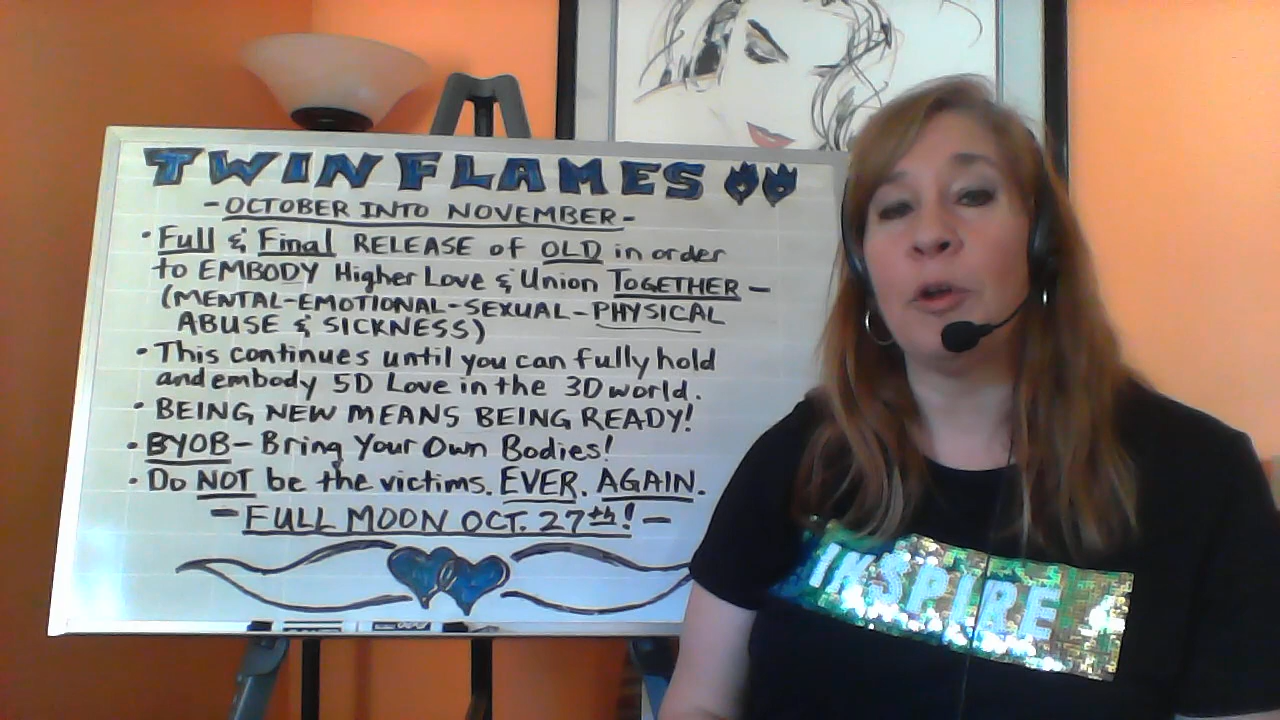 TWIN FLAMES
-OCTOBER INTO NOVEMBER-
• Full & Final RELEASE of OLD in order
to EMBODY Higher Love & Union TOGETHER -
(MENTAL-EMOTIONAL-SEXUAL-PHYSICAL
ABUSE & SICKNESS)
• This continues until you can fully hold
and embody 5D Love in the 3D world.
• BEING NEW MEANS BEING READY!
• BYOB- Bring Your Own Bodies!
• Do NOT be the victims. EVER. AGAIN.
- FULL MOON OCT. 27th! -
INSPIRE